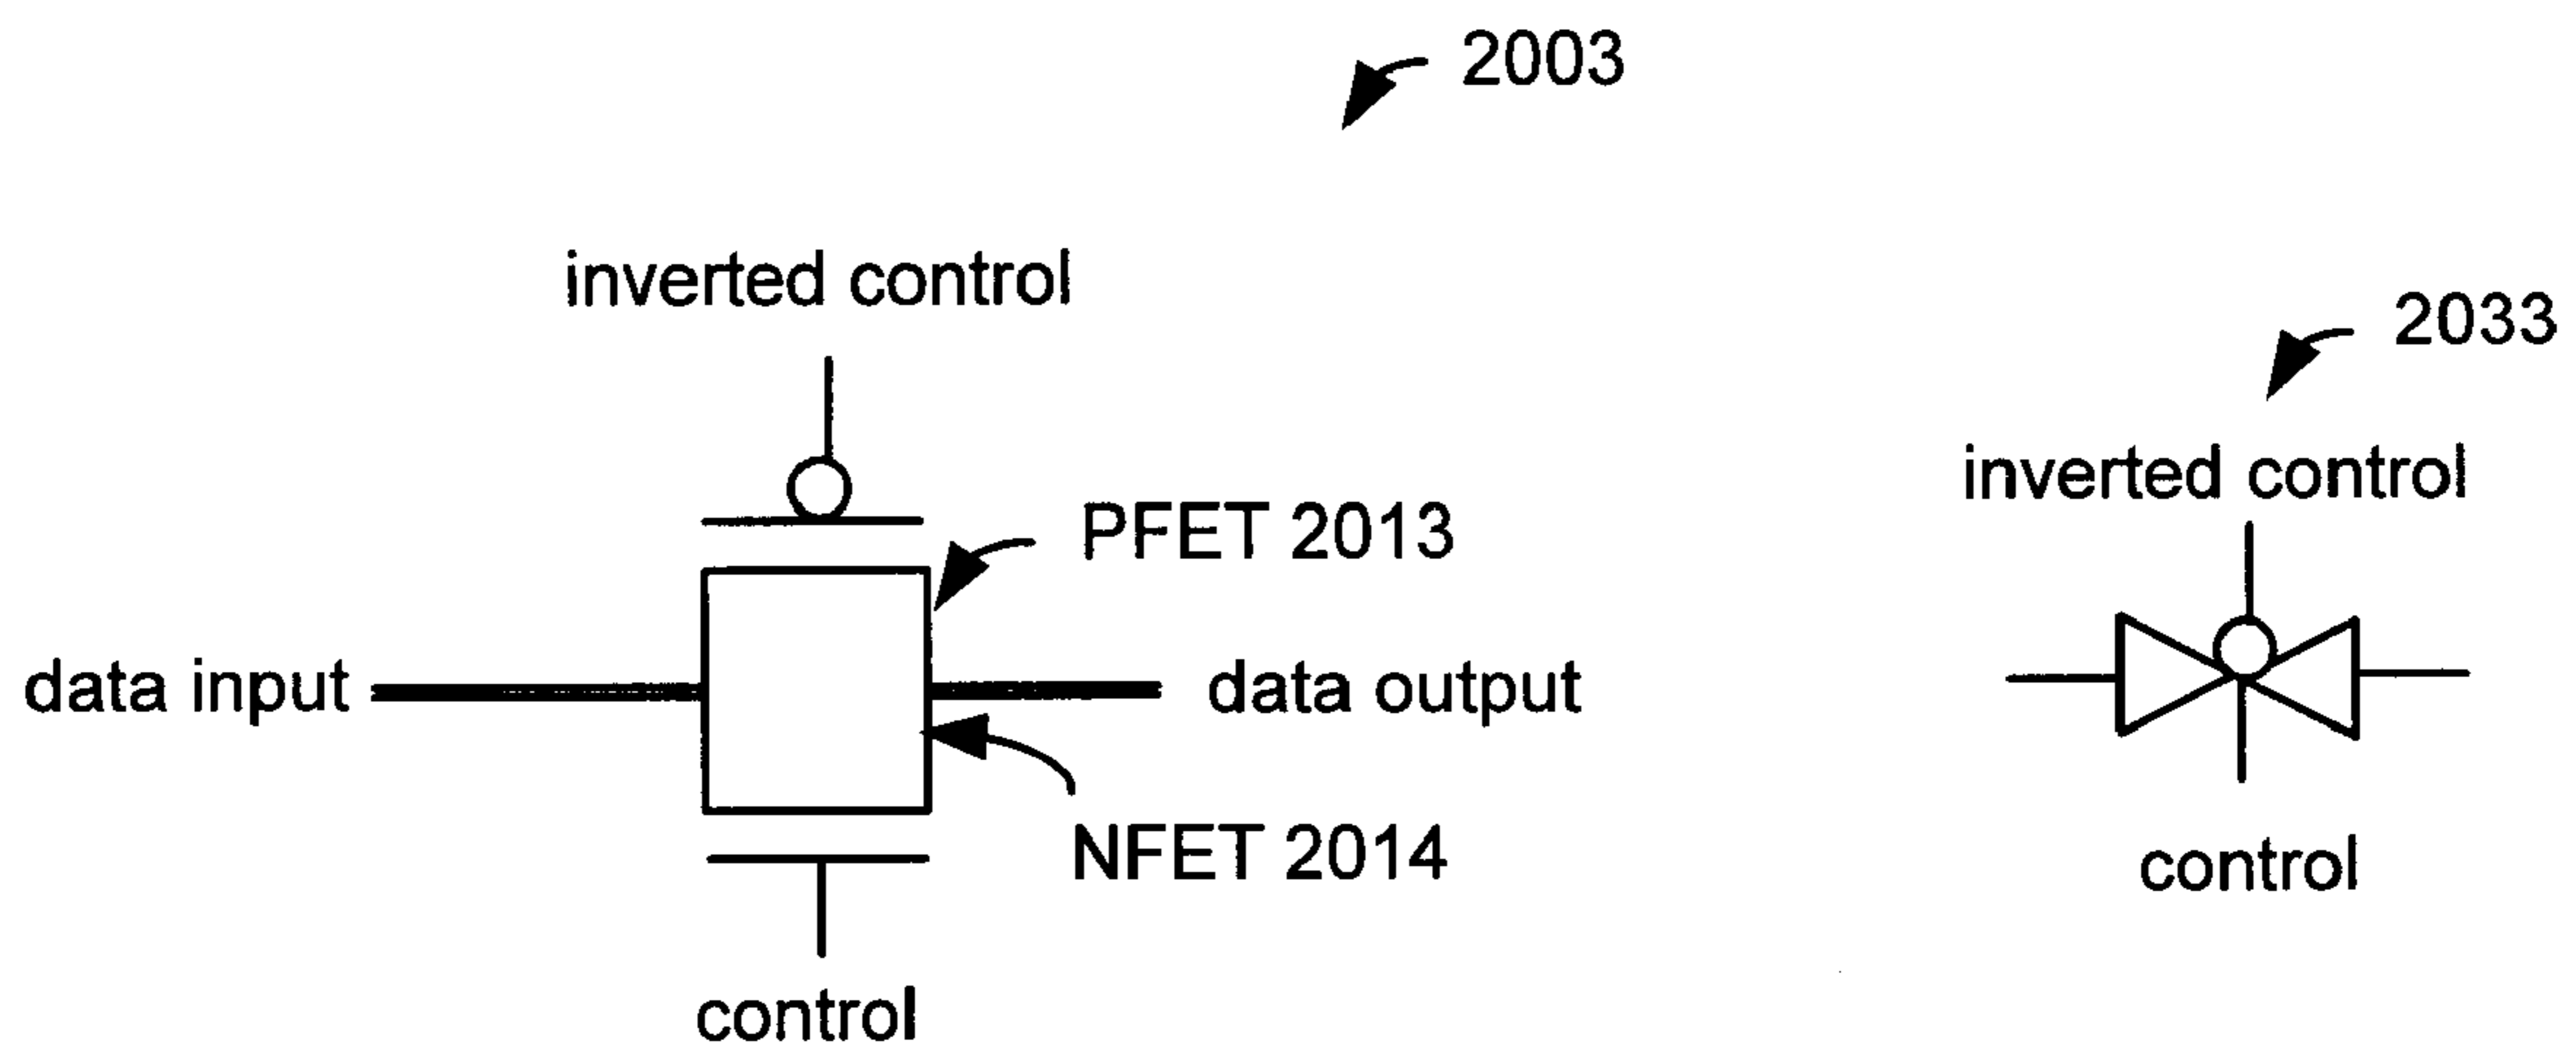 2003
inverted control
2033
inverted control
PFET 2013
data input
data output
NFET 2014
control
control